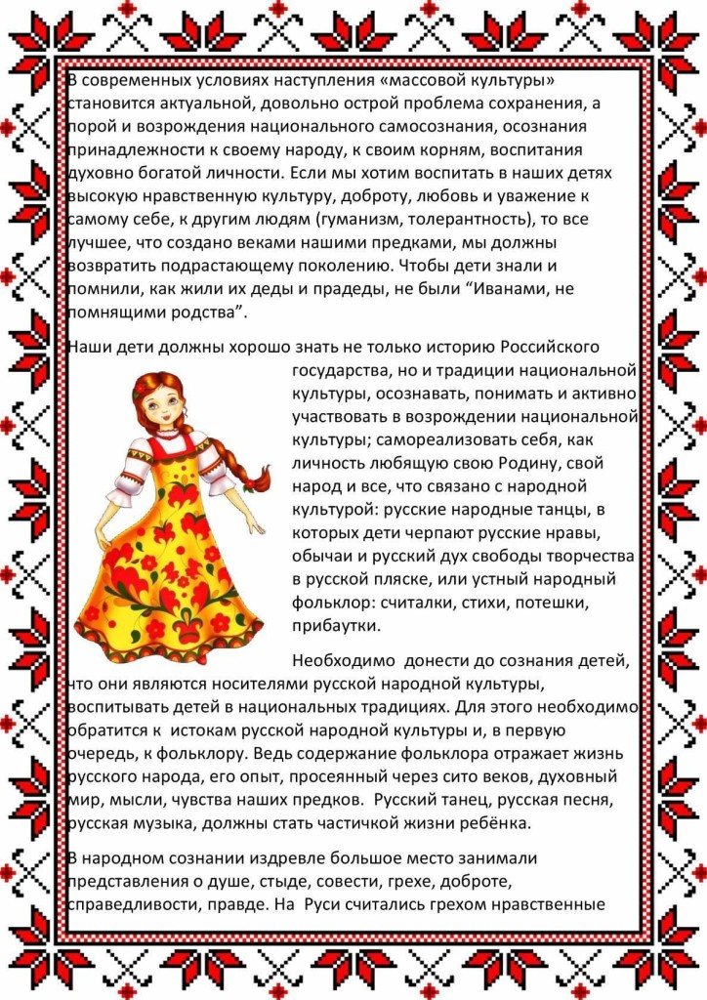 В современных условиях наступления «массовой культуры»
становится актуальной, довольно острой проблема сохранения, а
порой и возрождения национального самосознания, осознания
принадлежности к своему народу, к своим корням, воспитания
духовно богатой личности. Если мы хотим воспитать в наших детях
высокую нравственную культуру, доброту, любовь и уважение к
самому себе, к другим людям (гуманизм, толерантность), то все
лучшее, что создано веками нашими предками, мы должны
возвратить подрастающему поколению. Чтобы дети знали и
помнили, как жили их деды и прадеды, не были “Иванами, не
помнящими родства”.
Наши дети должны хорошо знать не только историю Российского
государства, но и традиции национальной
культуры, осознавать, понимать и активно
участвовать в возрождении национальной
культуры; самореализовать себя, как
личность любящую свою Родину, свой
народ и все, что связано с народной
культурой: русские народные танцы, в
которых дети черпают русские нравы,
обычаи и русский дух свободы творчества
в русской пляске, или устный народный
фольклор: считалки, стихи, потешки,
прибаутки.
Необходимо донести до сознания детей,
что они являются носителями русской народной культуры,
воспитывать детей в национальных традициях. Для этого необходимо
обратится к истокам русской народной культуры и, в первую
очередь, к фольклору. Ведь содержание фольклора отражает жизнь
русского народа, его опыт, просеянный через сито веков, духовный
мир, мысли, чувства наших предков. Русский танец, русская песня,
русская музыка, должны стать частичкой жизни ребёнка.
В народном сознании издревле большое место занимали
представления о душе, стыде, совести, грехе, доброте,
справедливости, правде. На Руси считались грехом нравственные